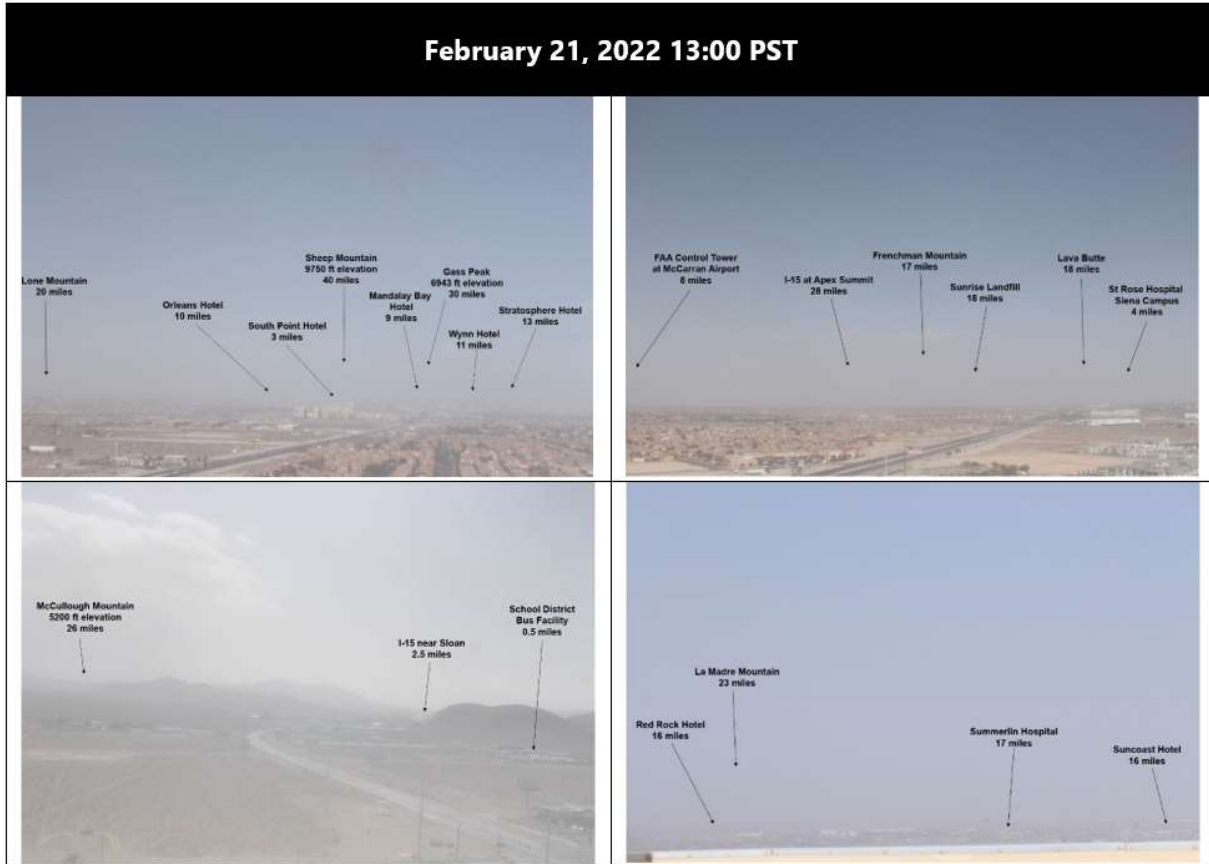 February 21, 2022 13:00 PST
Lone Mountain
20 miles
Orleans Hotel
10 miles
South Point Hotel
3 miles
Sheep Mountain
9750 ft elevation
40 miles
Mandalay Bay
Hotel
9 miles
Gass Peak
6943 ft elevation
30 miles
Wynn Hotel
11 miles
Stratosphere Hotel
13 miles
FAA Control Tower
at McCarran Airport
8 miles
I-15 at Apex Summit
28 miles
Frenchman Mountain
17 miles
Sunrise Landfill
18 miles
Lava Butte
18 miles
St Rose Hospital
Siena Campus
4 miles
McCullough Mountain
5200 ft elevation
26 miles
I-15 near Sloan
2.5 miles
School District
Bus Facility
0.5 miles
Red Rock Hotel
16 miles
La Madre Mountain
23 miles
Summerlin Hospital
17 miles
Suncoast Hotel
16 miles